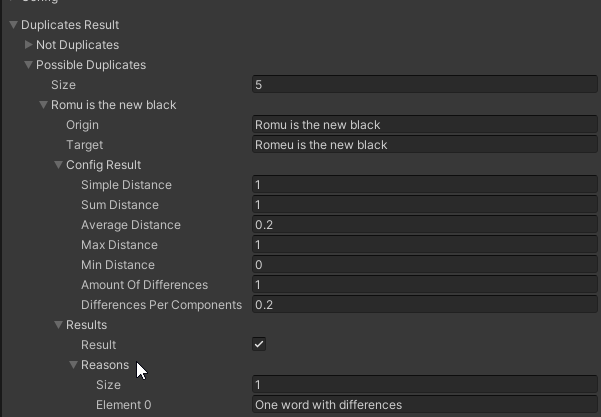 Config
Duplicates Result
Not Duplicates
Possible Duplicates
Size 5
Romu is the new black
Origin Romu is the new black
Target Romeu is the new black
Config Result
Simple Distance 1
Sum Distance 1
Average Distance 0.2
Max Distance 1
Min Distance 0
Amount Of Differences 1
Differences Per Components 0.2
Results
Result
Reasons
Size 1
Element 0 One word with differences